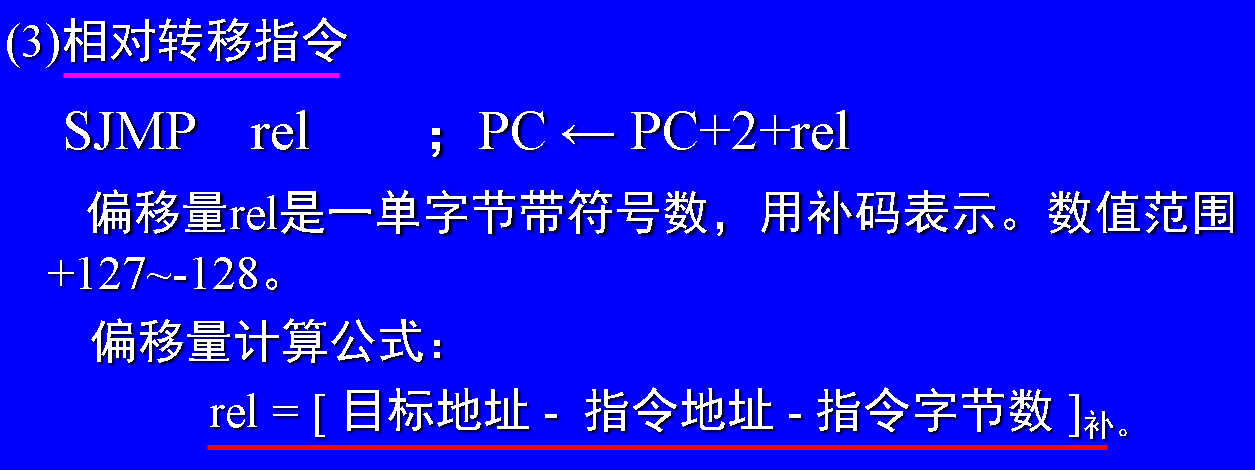 (3)相对转移指令
SJMP rel ；PC ← PC+2+rel
偏移量rel是一单字节带符号数，用补码表示。数值范围
+127~-128。
偏移量计算公式：
rel = [ 目标地址 - 指令地址 - 指令字节数 ]补。